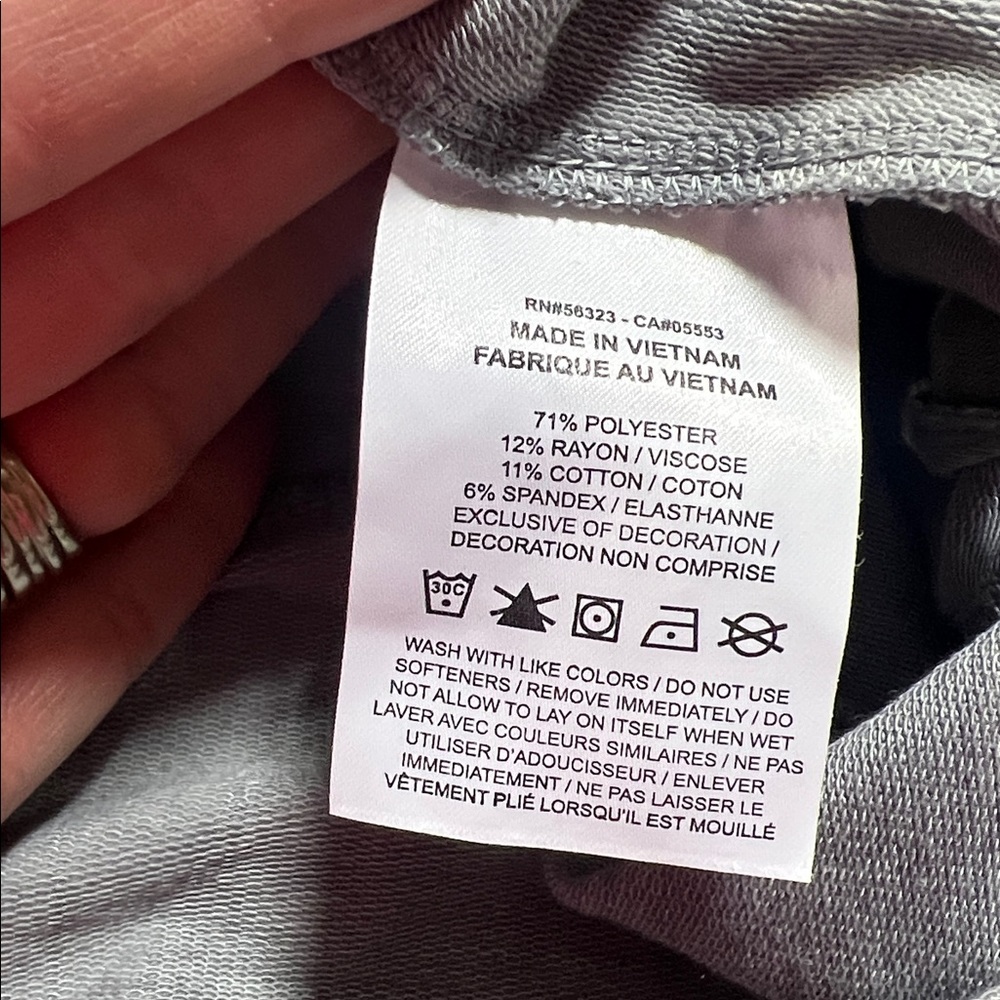 RN#56323 - CA#05553
MADE IN VIETNAM
FABRIQUE AU VIETNAM
71% POLYESTER
12% RAYON / VISCOSE
11% COTTON / COTON
6% SPANDEX / ELASTHANNE
EXCLUSIVE OF DECORATION /
DECORATION NON COMPRISE
30C
WASH WITH LIKE COLORS / DO NOT USE
SOFTENERS / REMOVE IMMEDIATELY / DO
NOT ALLOW TO LAY ON ITSELF WHEN WET
LAVER AVEC COULEURS SIMILAIRES / NE PAS
UTILISER D'ADOUCISSEUR / ENLEVER
IMMEDIATEMENT / NE PAS LAISSER LE
VÊTEMENT PLIÉ LORSQU'IL EST MOUILLÉ